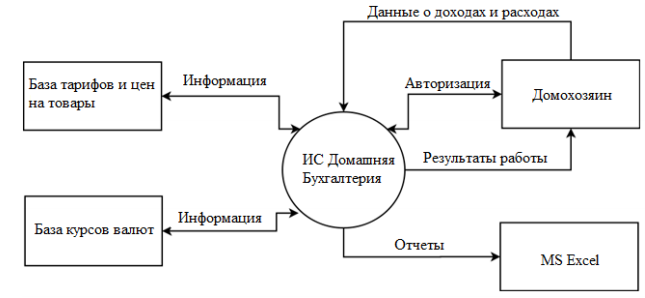 Данные о доходах и расходах
База тарифов и цен
на товары
Информация
Авторизация
Домохозяин
ИС Домашняя
Бухгалтерия
Результаты работы
База курсов валют
Информация
Отчеты
MS Excel